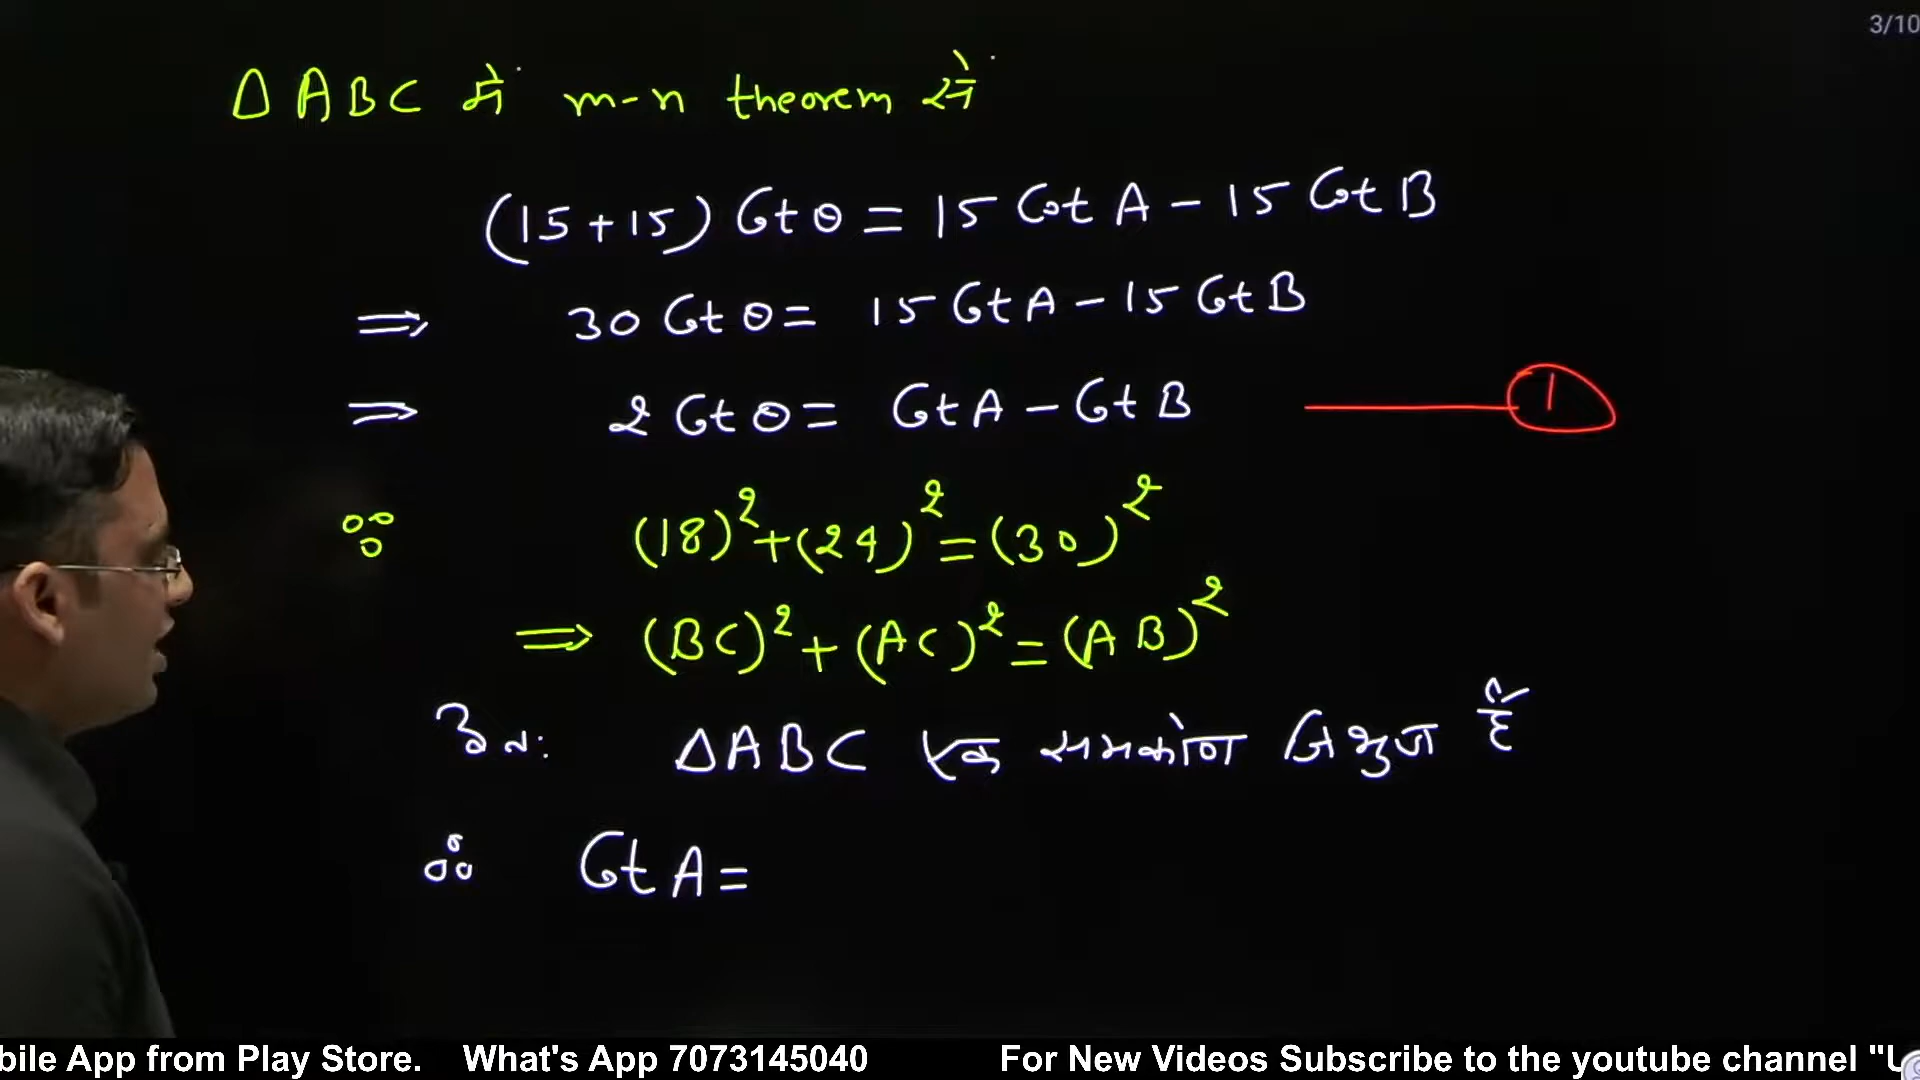 3/10
Δ ABC में m-n theorem से
(15+15) Cot θ = 15 Cot A - 15 Cot B
⇒ 30 Cot θ = 15 Cot A - 15 Cot B
⇒ 2 Cot θ = Cot A - Cot B ——— 1
∵ (18)² + (24)² = (30)²
⇒ (BC)² + (AC)² = (AB)²
अतः ΔABC एक समकोण त्रिभुज है
∴ Cot A =
bile App from Play Store. What's App 7073145040 For New Videos Subscribe to the youtube channel "U